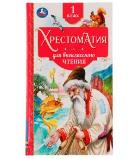 1 класс
Хрестоматия
для внеклассного
чтения